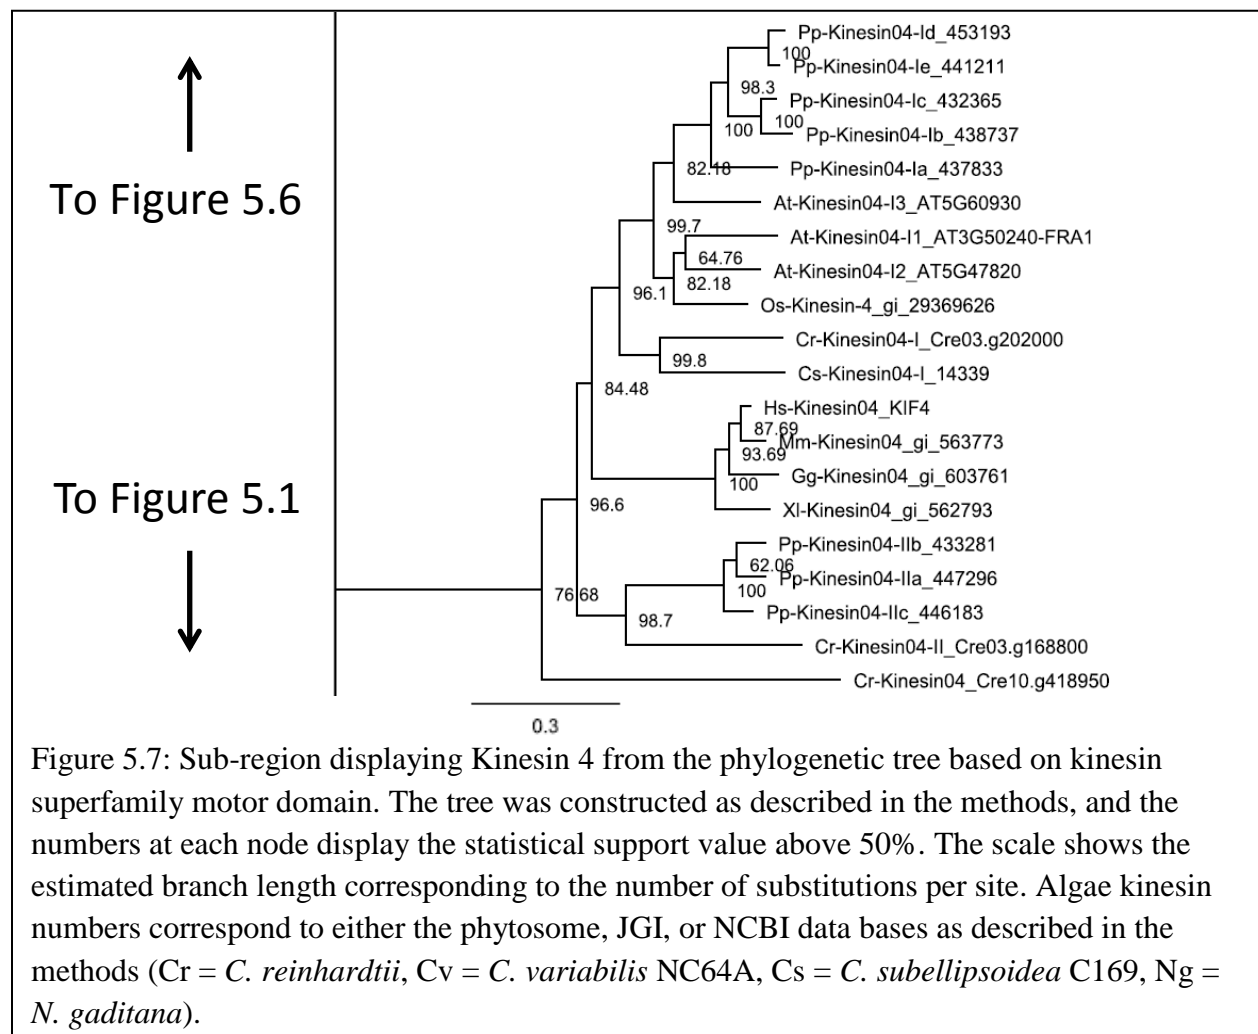 Pp-Kinesin04-Id_453193
100
Pp-Kinesin04-Ie_441211
98.3
Pp-Kinesin04-Ic_432365
100
100
Pp-Kinesin04-Ib_438737
82.18
Pp-Kinesin04-Ia_437833
To Figure 5.6
At-Kinesin04-I3_AT5G60930
99.7
At-Kinesin04-I1_AT3G50240-FRA1
64.76
At-Kinesin04-I2_AT5G47820
82.18
96.1
Os-Kinesin-4_gi_29369626
Cr-Kinesin04-I_Cre03.g202000
99.8
Cs-Kinesin04-I_14339
84.48
Hs-Kinesin04_KIF4
87.69
Mm-Kinesin04_gi_563773
93.69
Gg-Kinesin04_gi_603761
100
To Figure 5.1
96.6
Xl-Kinesin04_gi_562793
Pp-Kinesin04-IIb_433281
62.06
Pp-Kinesin04-IIa_447296
100
76.68
Pp-Kinesin04-IIc_446183
98.7
Cr-Kinesin04-II_Cre03.g168800
Cr-Kinesin04_Cre10.g418950
0.3
Figure 5.7: Sub-region displaying Kinesin 4 from the phylogenetic tree based on kinesin
superfamily motor domain. The tree was constructed as described in the methods, and the
numbers at each node display the statistical support value above 50%. The scale shows the
estimated branch length corresponding to the number of substitutions per site. Algae kinesin
numbers correspond to either the phytosome, JGI, or NCBI data bases as described in the
methods (Cr = C. reinhardtii, Cv = C. variabilis NC64A, Cs = C. subellipsoidea C169, Ng =
N. gaditana).